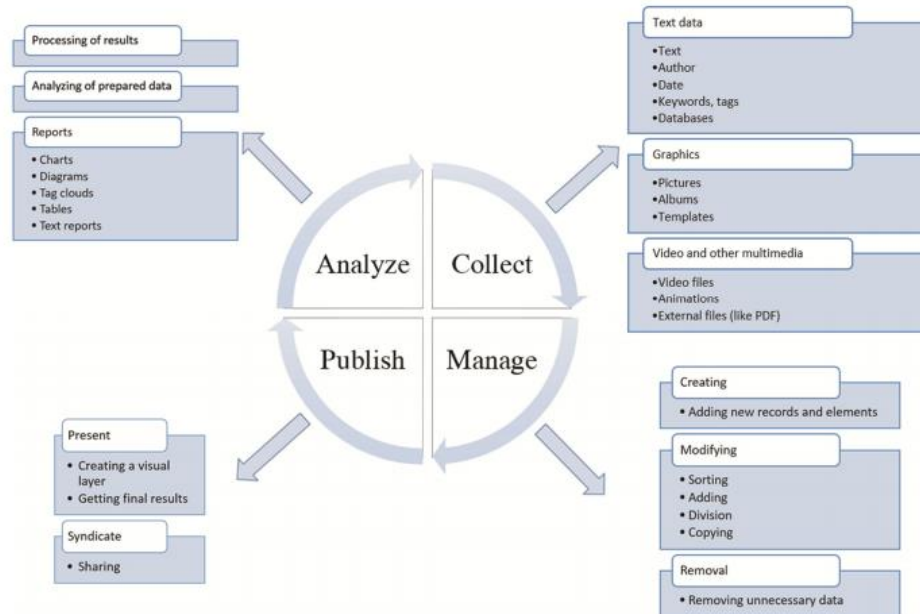 Processing of results
Analyzing of prepared data
Reports
• Charts
• Diagrams
• Tag clouds
• Tables
• Text reports
Text data
•Text
•Author
•Date
•Keywords, tags
•Databases
Graphics
•Pictures
•Albums
•Templates
Video and other multimedia
•Video files
•Animations
•External files (like PDF)
Analyze
Collect
Publish
Manage
Present
• Creating a visual
layer
• Getting final results
Syndicate
• Sharing
Creating
• Adding new records and elements
Modifying
• Sorting
• Adding
• Division
• Copying
Removal
• Removing unnecessary data